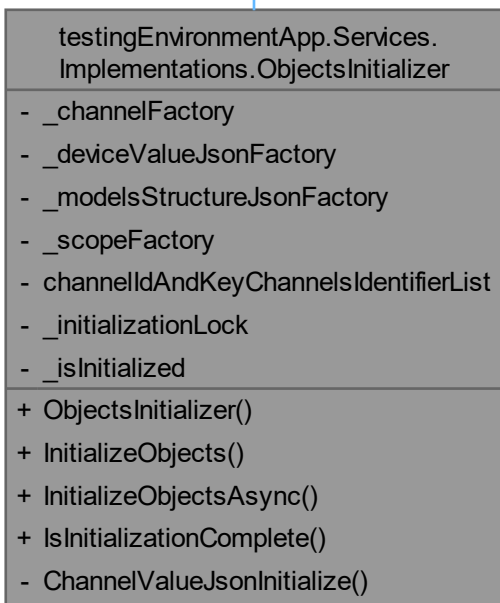 testingEnvironmentApp.Services.
Implementations.ObjectsInitializer
- _channelFactory
- _deviceValueJsonFactory
- _modelsStructureJsonFactory
- _scopeFactory
- channelIdAndKeyChannelsIdentifierList
- _initializationLock
- _isInitialized
+ ObjectsInitializer()
+ InitializeObjects()
+ InitializeObjectsAsync()
+ IsInitializationComplete()
- ChannelValueJsonInitialize()